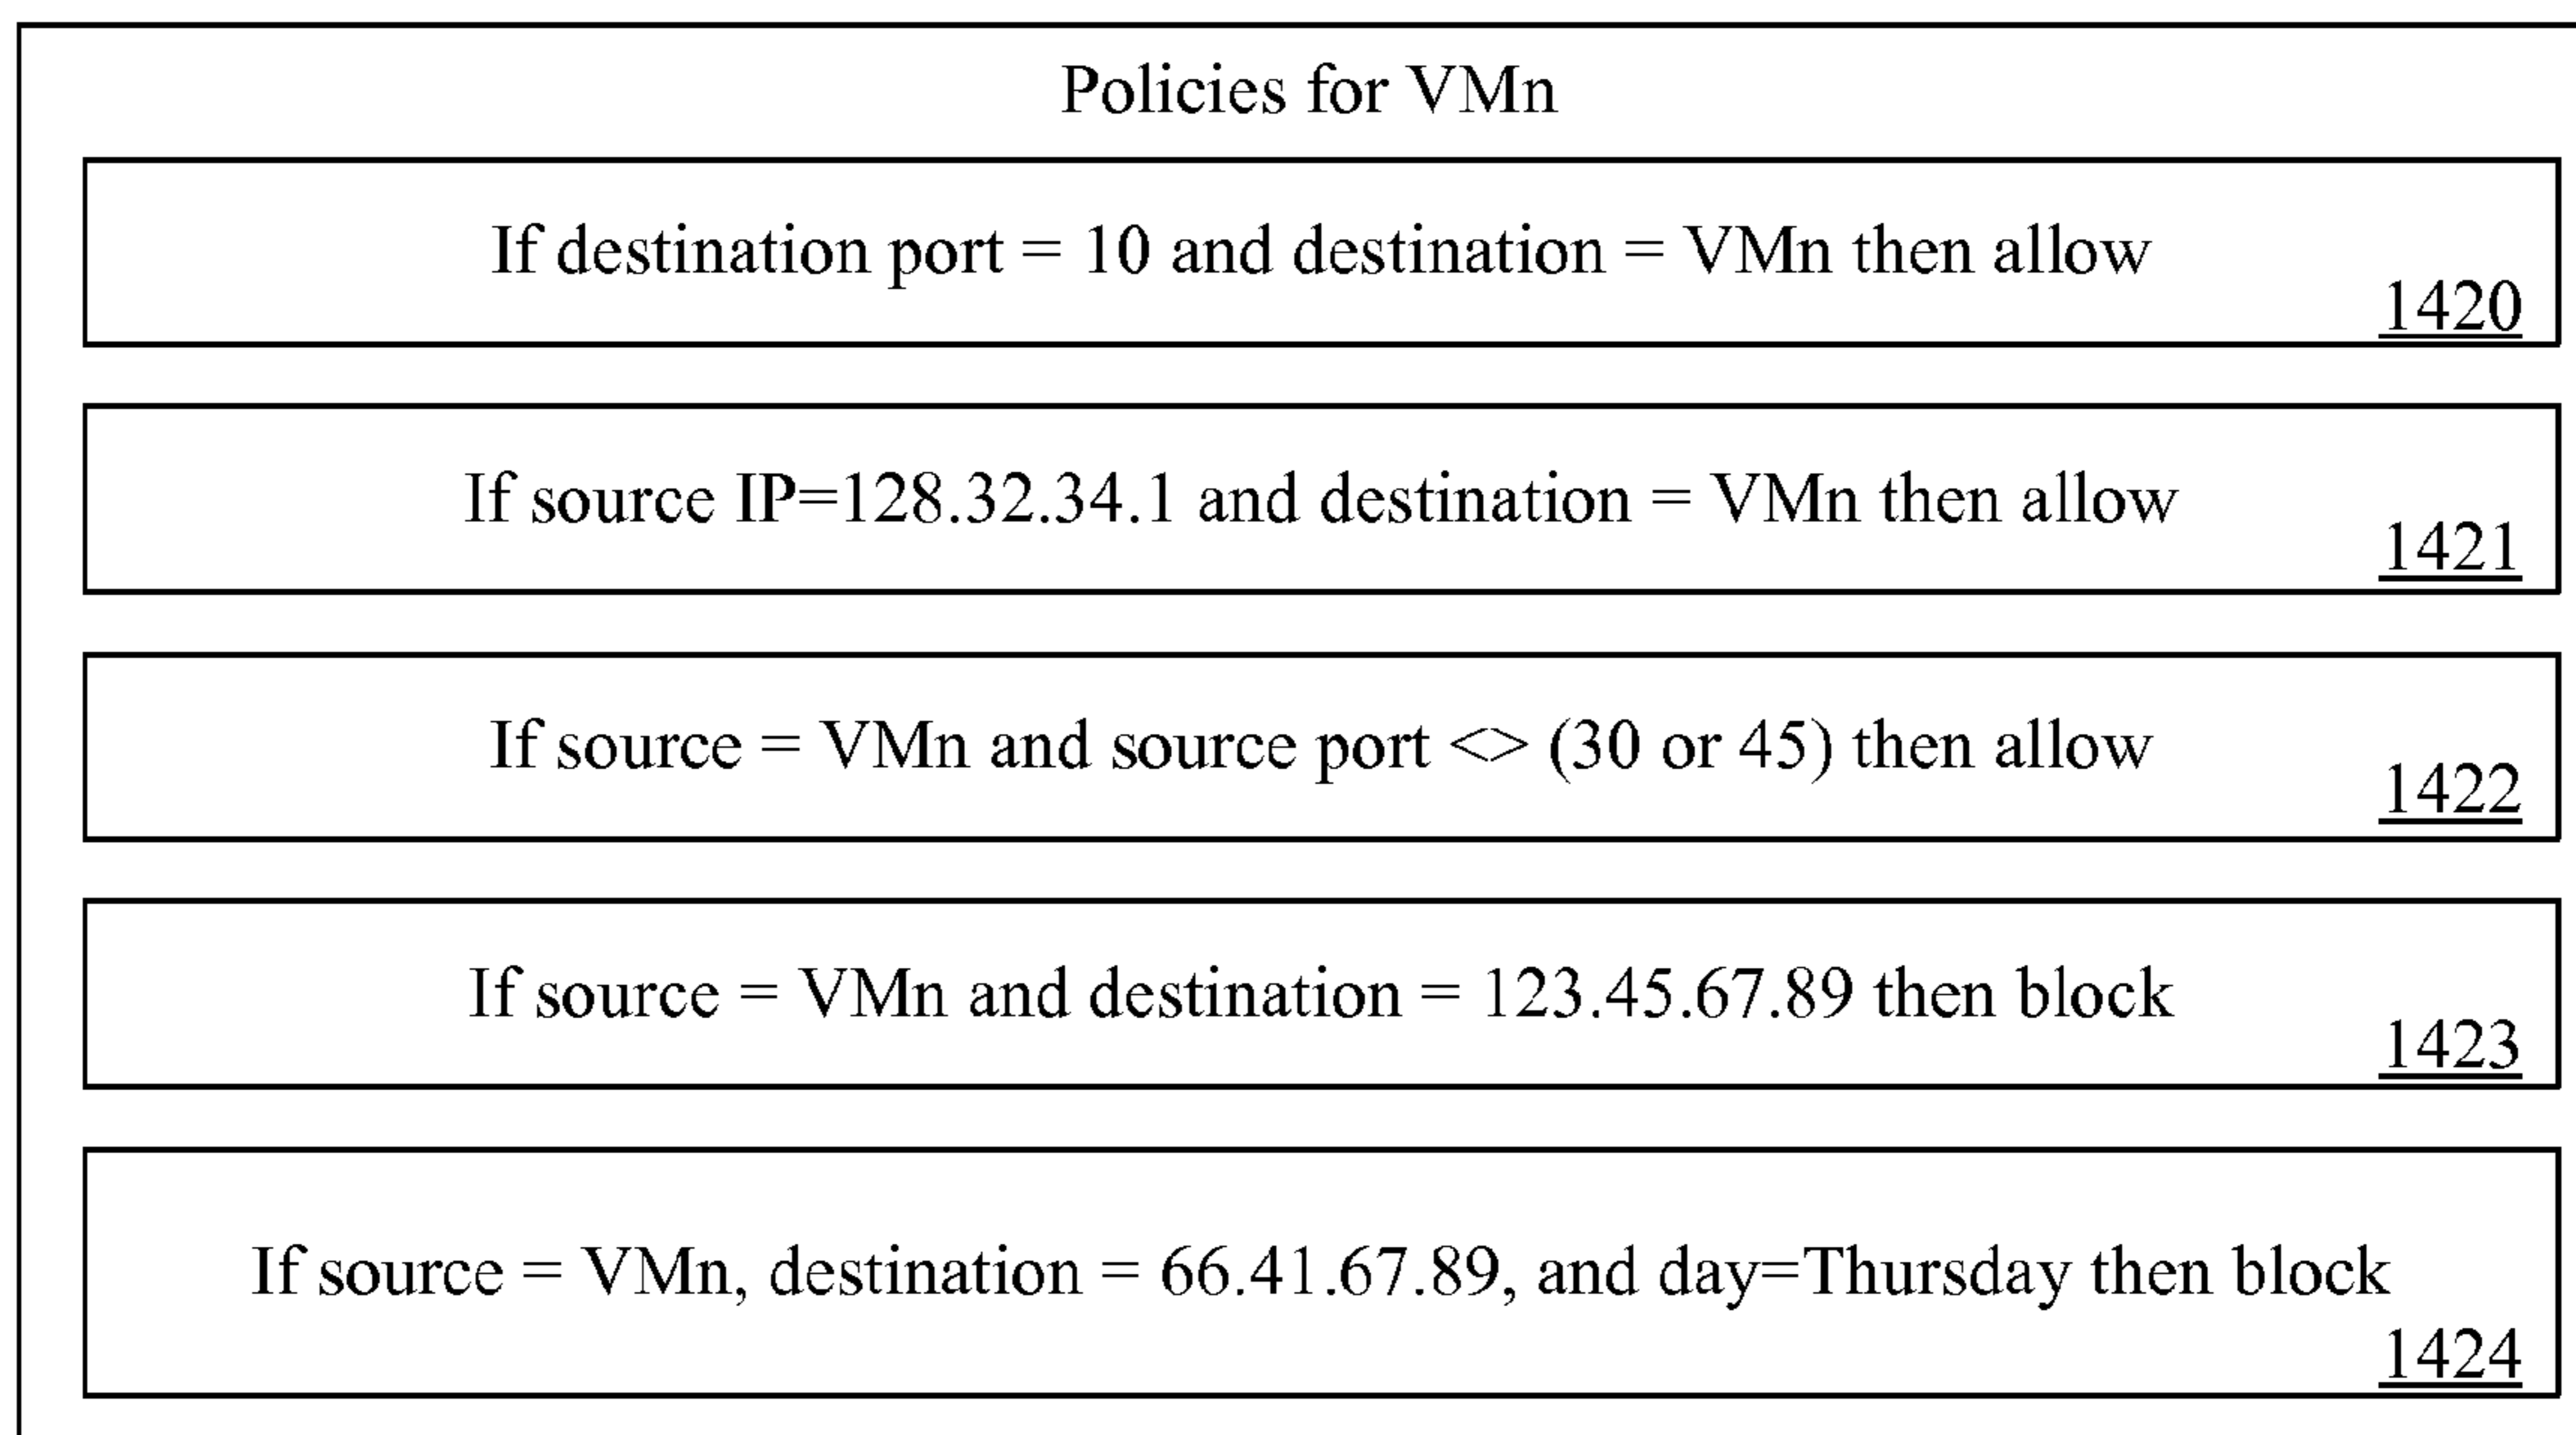 Policies for VMn
If destination port = 10 and destination = VMn then allow
1420
If source IP=128.32.34.1 and destination = VMn then allow
1421
If source = VMn and source port <> (30 or 45) then allow
1422
If source = VMn and destination = 123.45.67.89 then block
1423
If source = VMn, destination = 66.41.67.89, and day=Thursday then block
1424